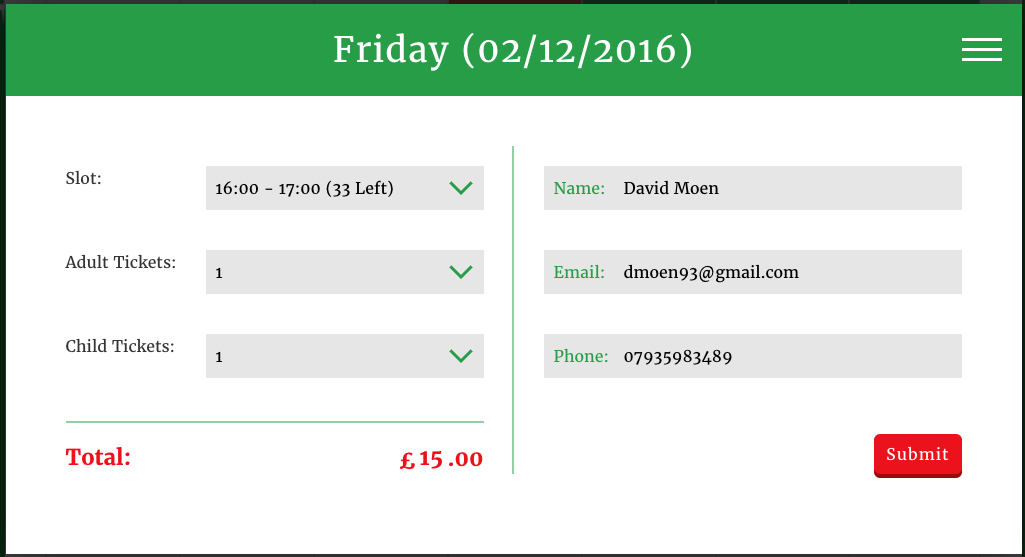 Friday (02/12/2016)
Slot:
16:00 - 17:00 (33 Left)
Adult Tickets:
1
Child Tickets:
1
Total:
£15.00
Name: David Moen
Email: dmoen93@gmail.com
Phone: 07935983489
Submit